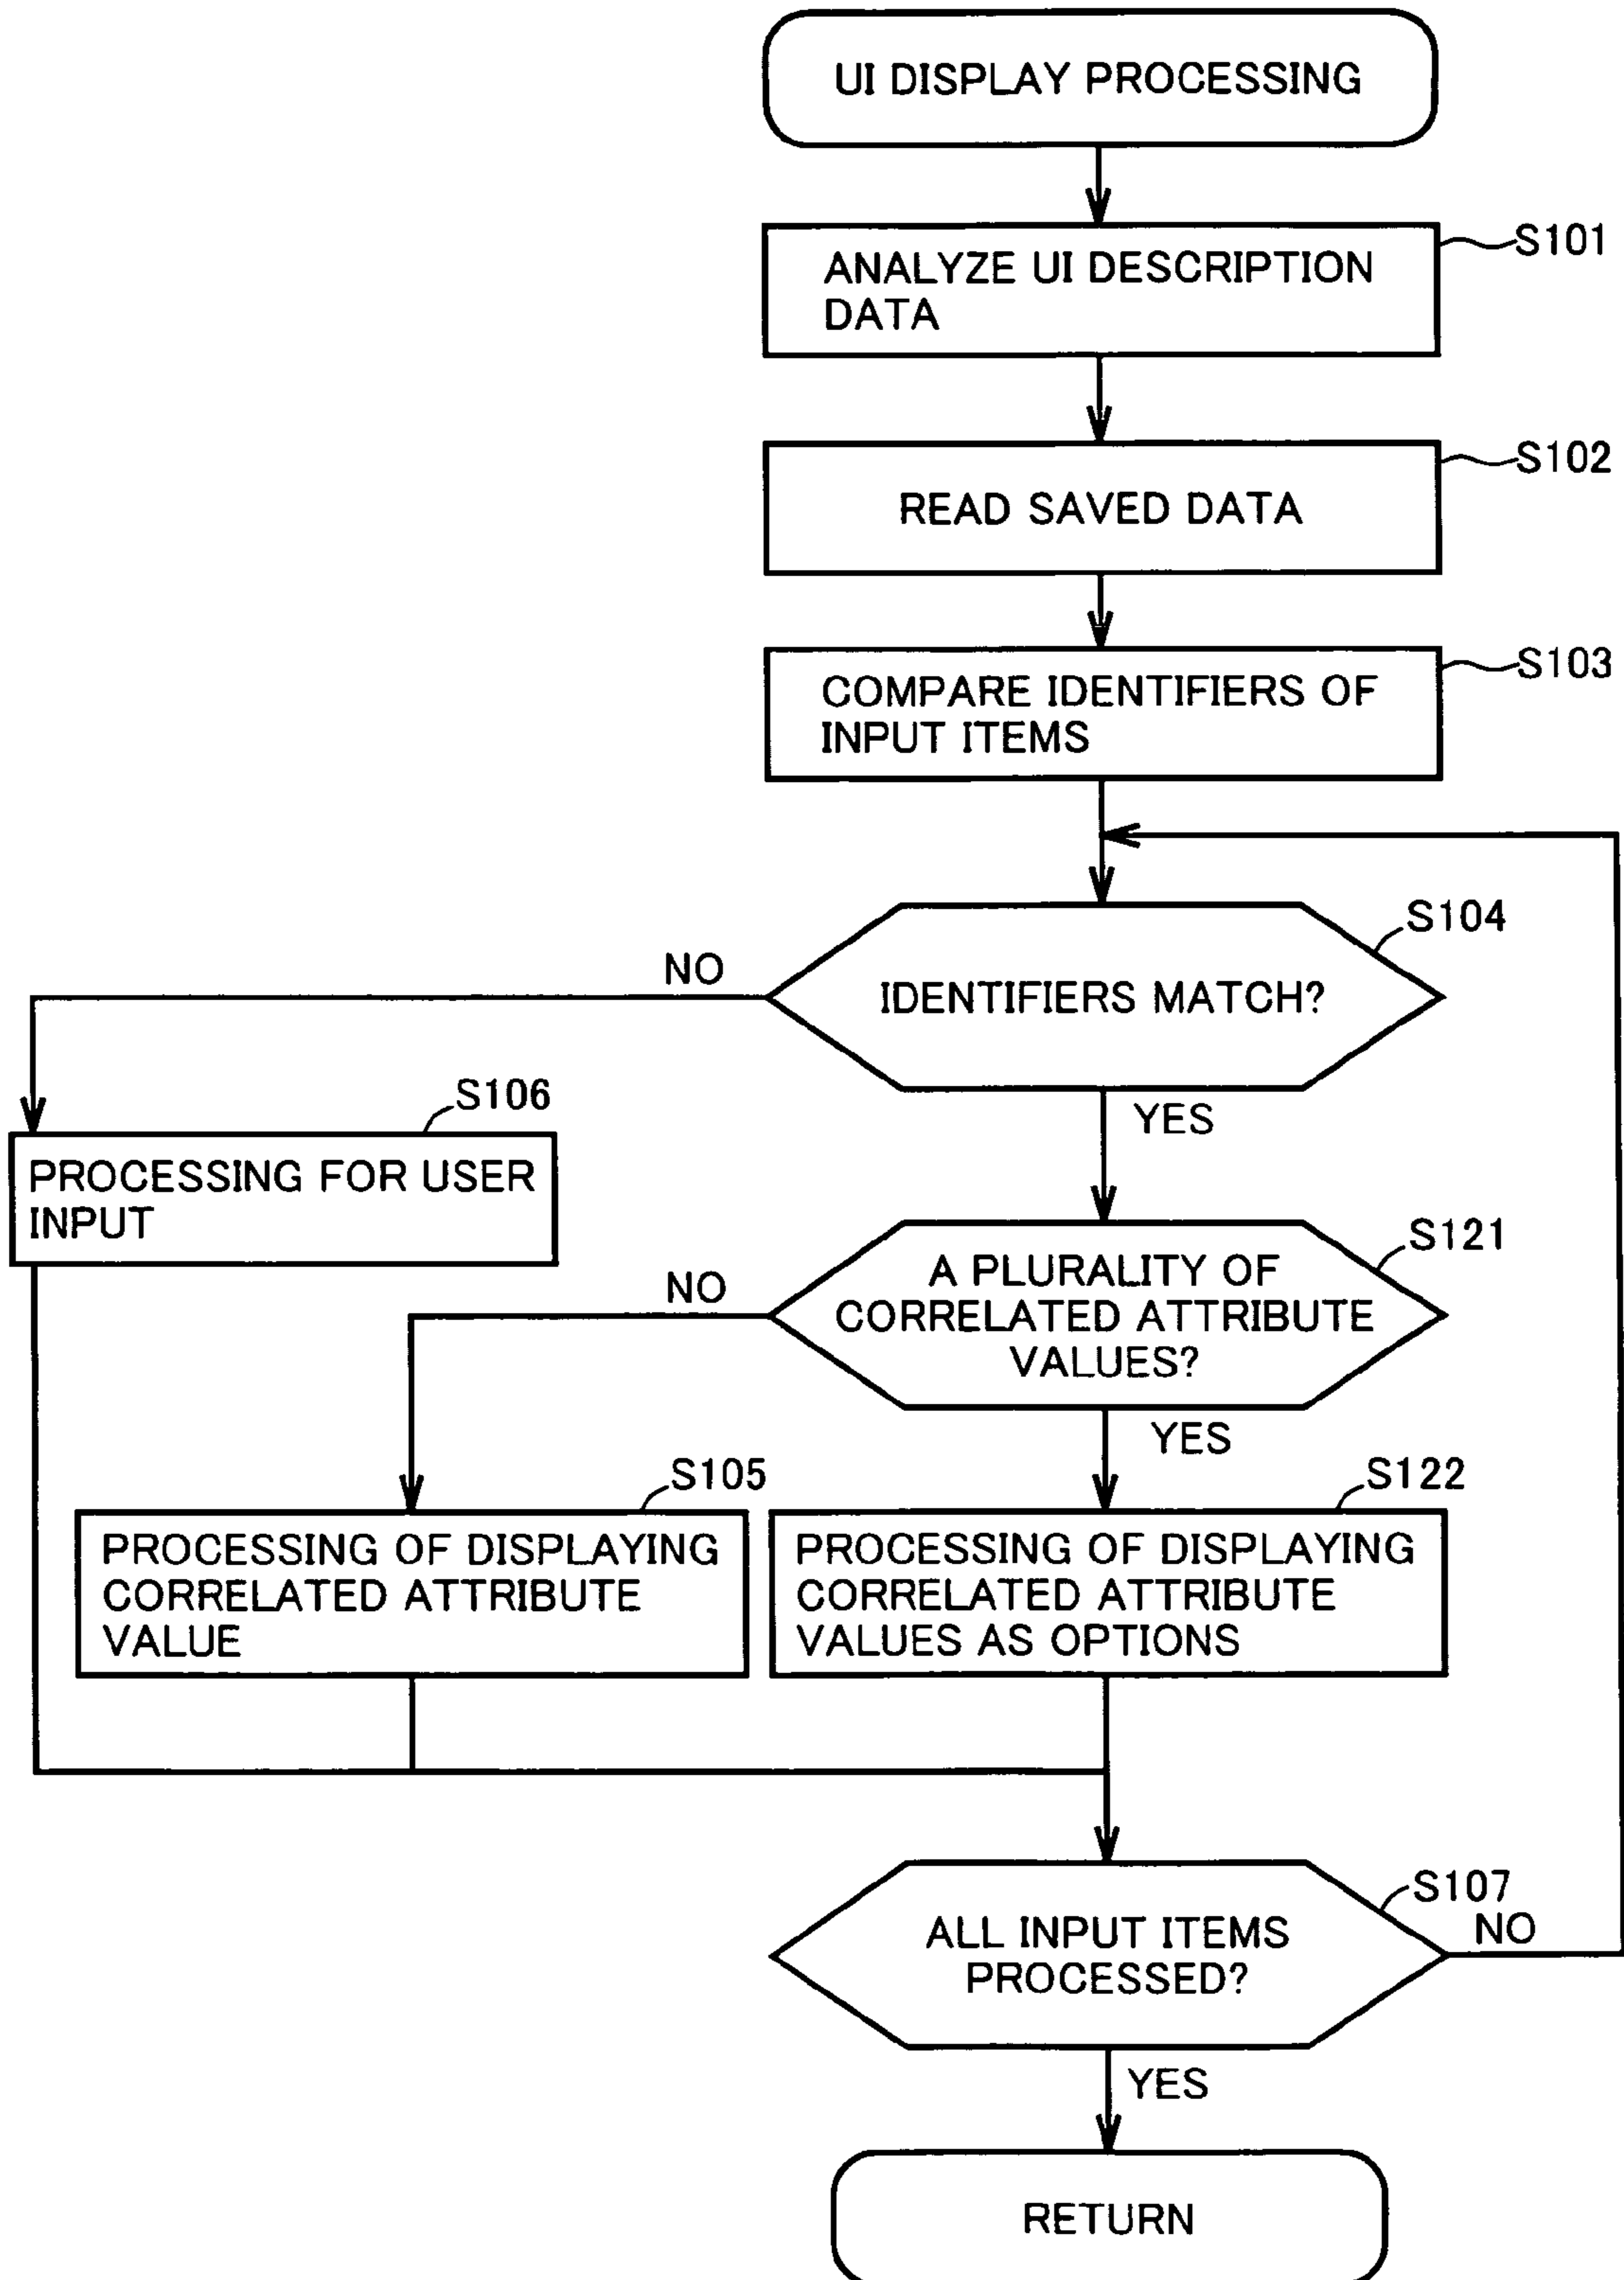 UI DISPLAY PROCESSING
S101
ANALYZE UI DESCRIPTION
DATA
S102
READ SAVED DATA
S103
COMPARE IDENTIFIERS OF
INPUT ITEMS
S104
NO
IDENTIFIERS MATCH?
YES
S106
PROCESSING FOR USER
INPUT
S121
NO
A PLURALITY OF
CORRELATED ATTRIBUTE
VALUES?
YES
S105
PROCESSING OF DISPLAYING
CORRELATED ATTRIBUTE
VALUE
S122
PROCESSING OF DISPLAYING
CORRELATED ATTRIBUTE
VALUES AS OPTIONS
S107
NO
ALL INPUT ITEMS
PROCESSED?
YES
RETURN